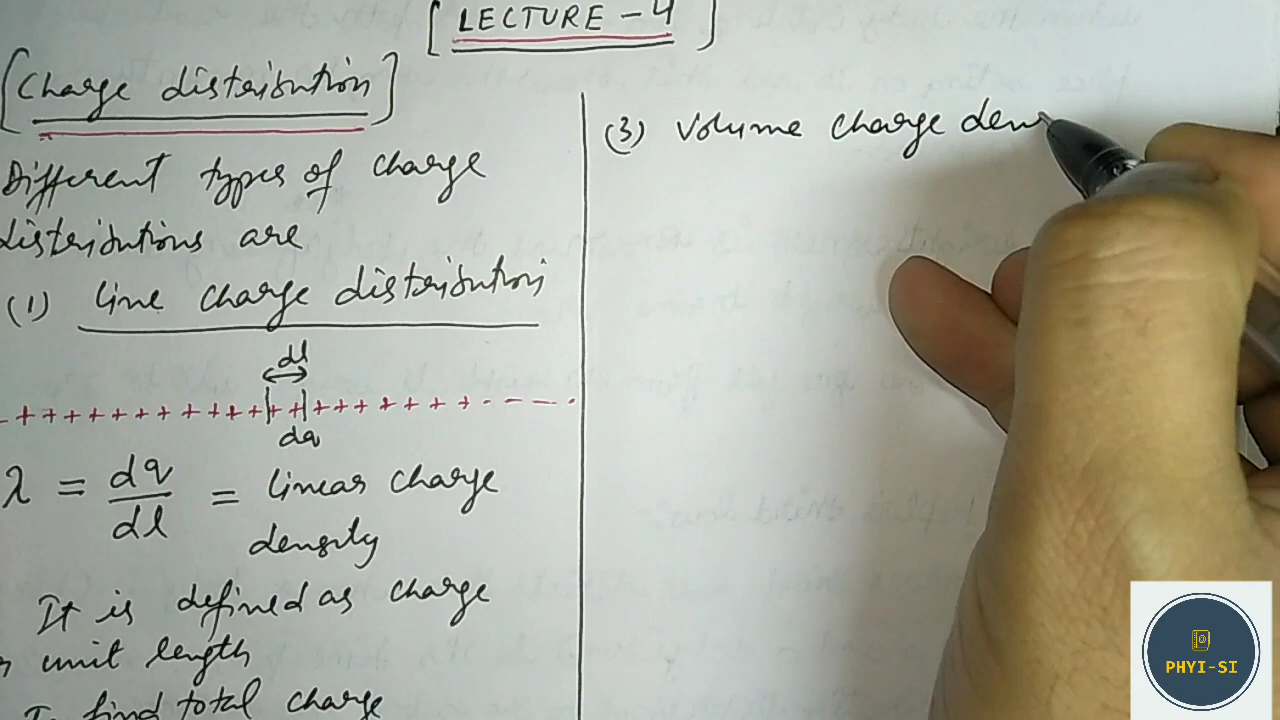 [ LECTURE - 4 ]
[Charge distribution]
Different types of charge
distributions are
(1) line charge distribution
dl
+ + + + + + + + + + + + + + + + + + + + - - - -
dq
λ = dq/dl = linear charge
density
It is defined as charge
unit length
To find total charge
(3) Volume charge den
PHYI-SI